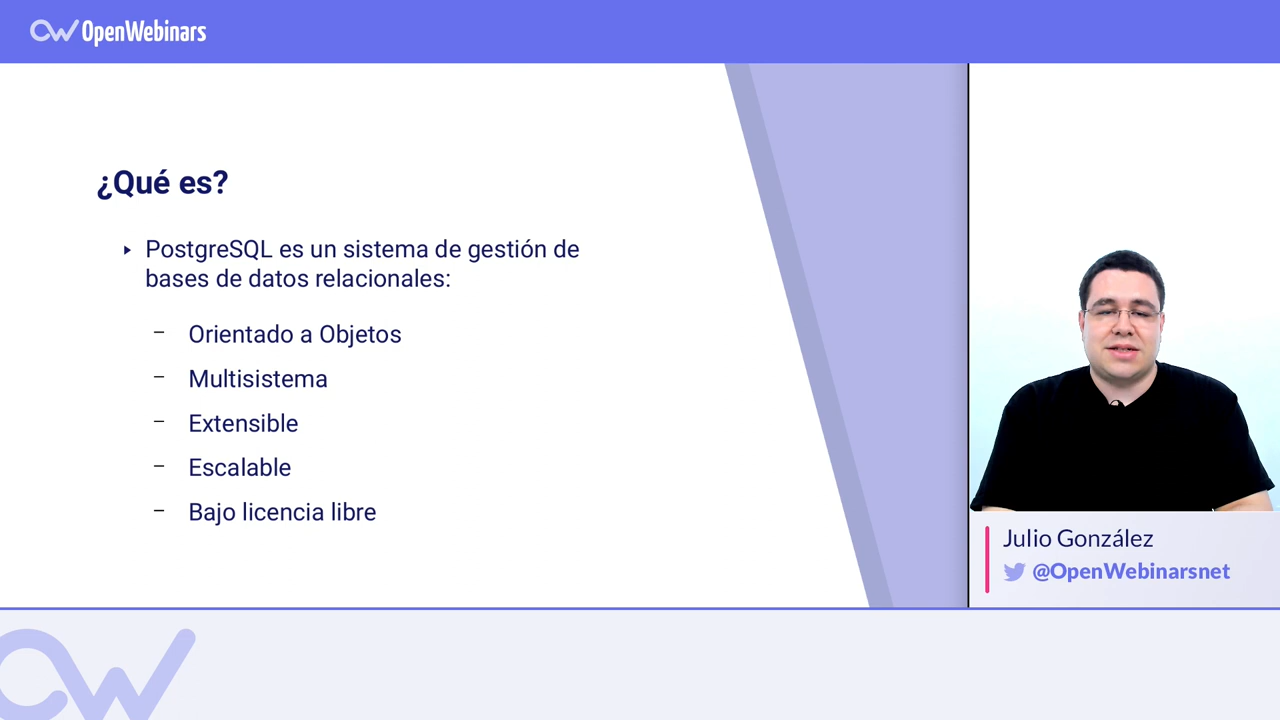 OpenWebinars
¿Qué es?
‣ PostgreSQL es un sistema de gestión de
bases de datos relacionales:
– Orientado a Objetos
– Multisistema
– Extensible
– Escalable
– Bajo licencia libre
Julio González
@OpenWebinarsnet